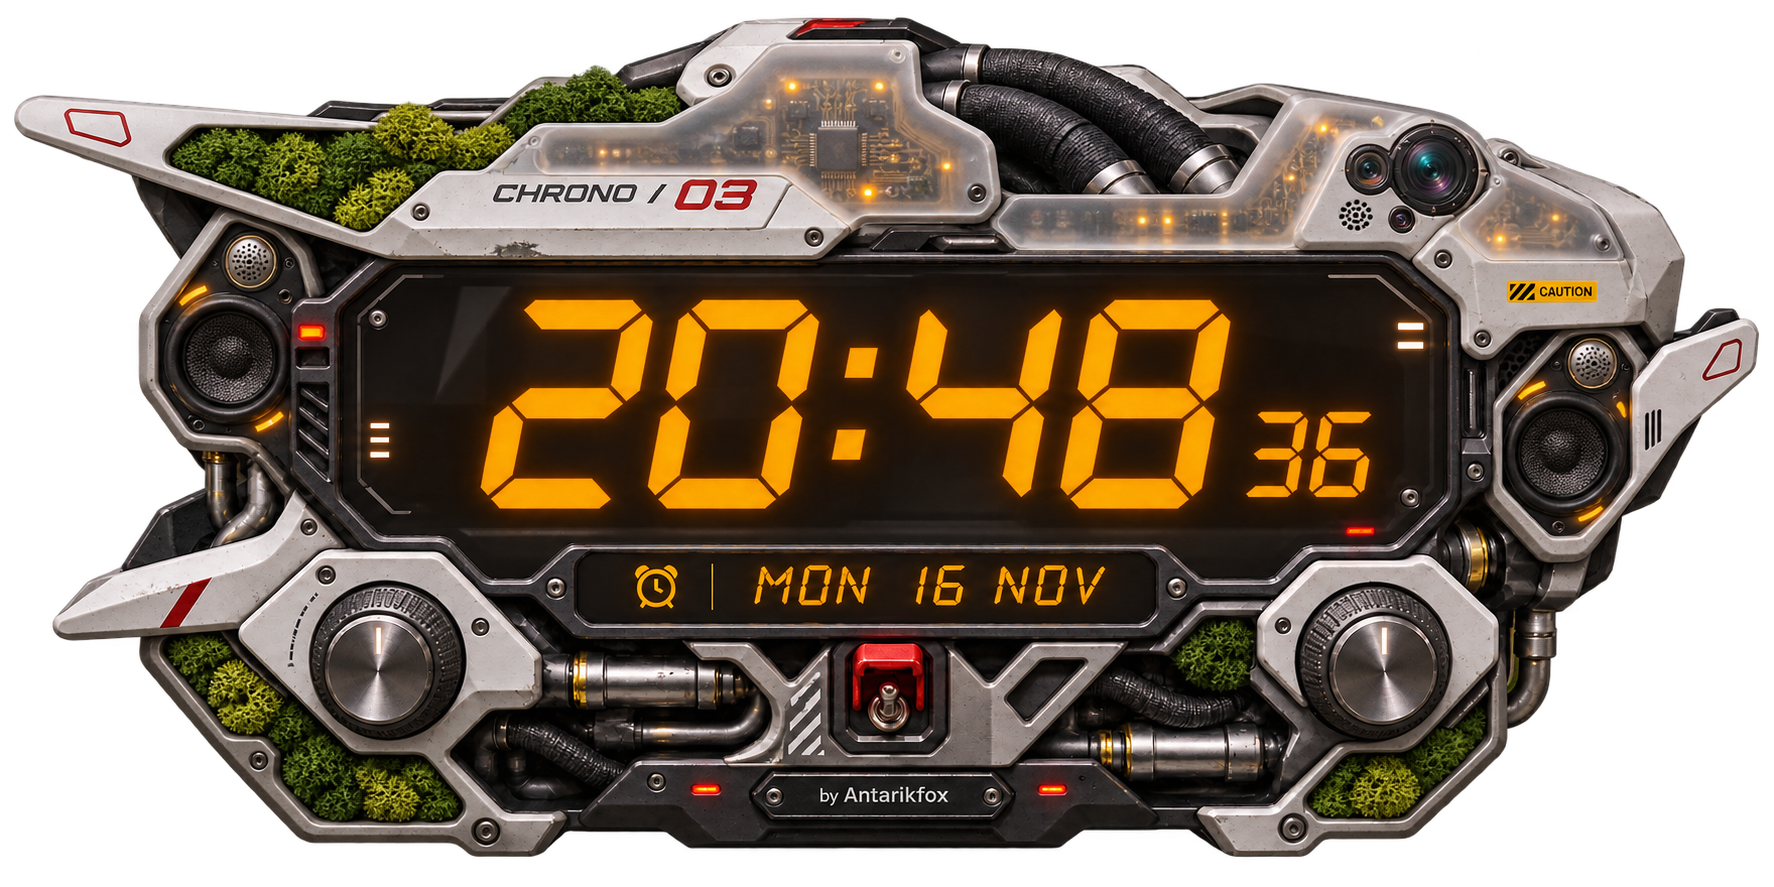 CHRONO / 03
CAUTION
20:48 36
MON 16 NOV
by Antarikfox